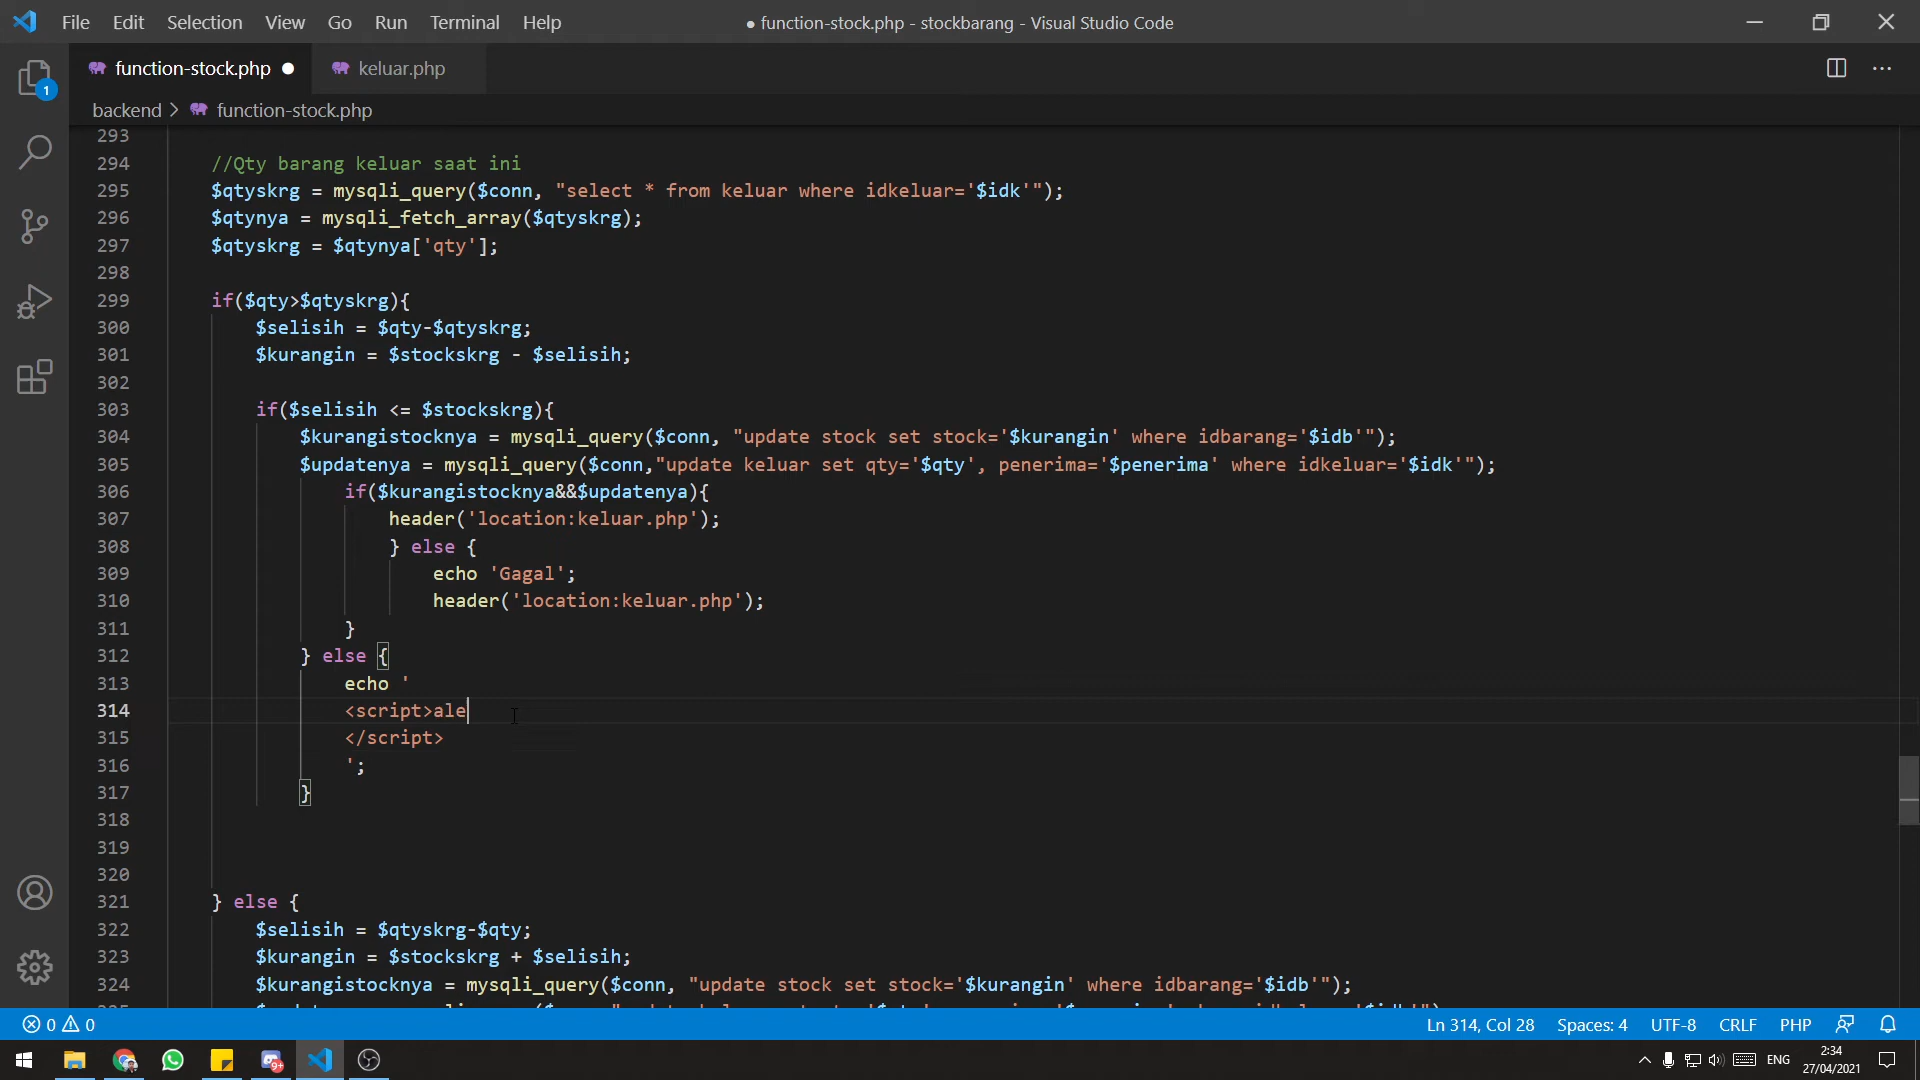 File Edit Selection View Go Run Terminal Help
● function-stock.php - stockbarang - Visual Studio Code
function-stock.php ●
keluar.php
1
backend > function-stock.php
293
294 //Qty barang keluar saat ini
295 $qtyskrg = mysqli_query($conn, "select * from keluar where idkeluar='$idk'");
296 $qtynya = mysqli_fetch_array($qtyskrg);
297 $qtyskrg = $qtynya['qty'];
298
299 if($qty>$qtyskrg){
300 $selisih = $qty-$qtyskrg;
301 $kurangin = $stockskrg - $selisih;
302
303 if($selisih <= $stockskrg){
304 $kurangistocknya = mysqli_query($conn, "update stock set stock='$kurangin' where idbarang='$idb'");
305 $updatenya = mysqli_query($conn,"update keluar set qty='$qty', penerima='$penerima' where idkeluar='$idk'");
306 if($kurangistocknya&&$updatenya){
307 header('location:keluar.php');
308 } else {
309 echo 'Gagal';
310 header('location:keluar.php');
311 }
312 } else {
313 echo '
314 <script>ale
315 </script>
316 ';
317 }
318
319
320
321 } else {
322 $selisih = $qtyskrg-$qty;
323 $kurangin = $stockskrg + $selisih;
324 $kurangistocknya = mysqli_query($conn, "update stock set stock='$kurangin' where idbarang='$idb'");
0 0
Ln 314, Col 28 Spaces: 4 UTF-8 CRLF PHP
9+
ENG
2:34
27/04/2021